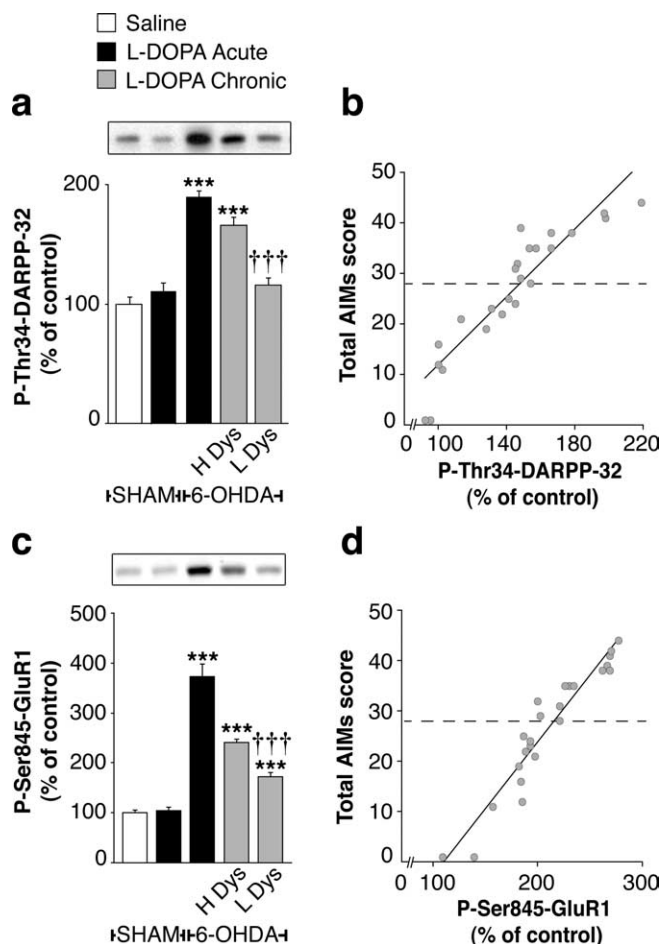 Saline
L-DOPA Acute
L-DOPA Chronic
a
P-Thr34-DARPP-32
(% of control)
200
100
0
***
***
†††
H Dys
L Dys
SHAM
6-OHDA
b
Total AIMs score
50
40
30
20
10
0
0
100
140
180
220
P-Thr34-DARPP-32
(% of control)
c
P-Ser845-GluR1
(% of control)
500
400
300
200
100
0
***
***
†††
***
H Dys
L Dys
SHAM
6-OHDA
d
Total AIMs score
50
40
30
20
10
0
0
100
200
300
P-Ser845-GluR1
(% of control)